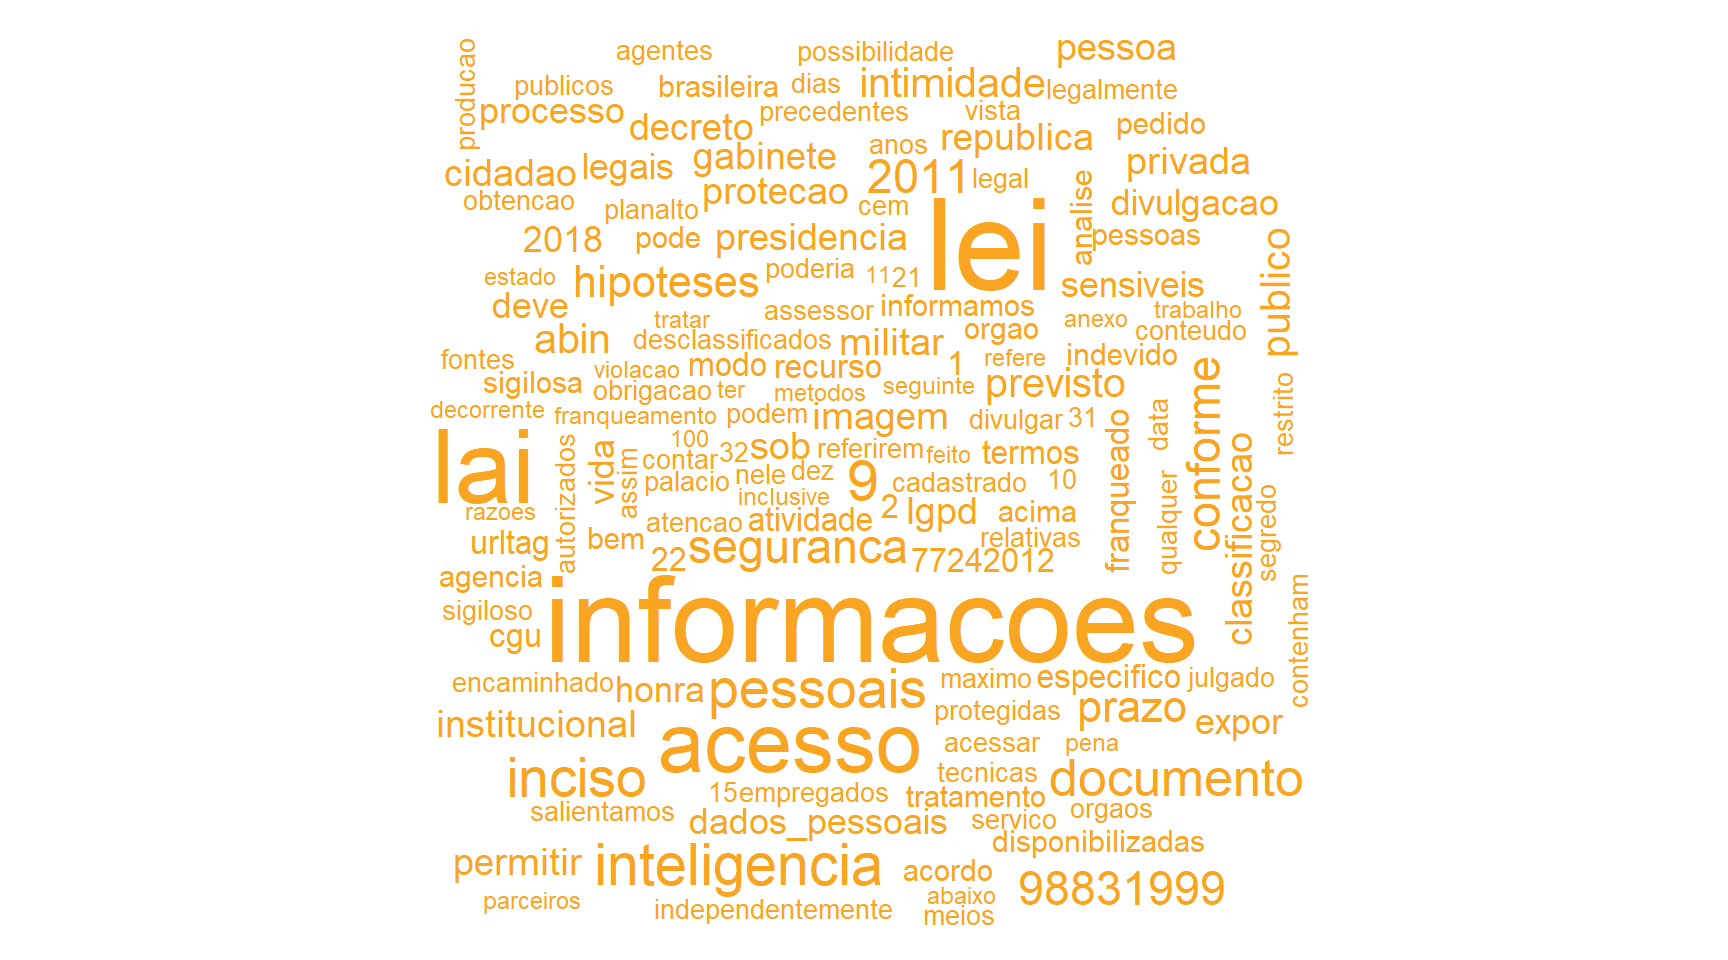 agentes possibilidade pessoa
producao publicos brasileira dias intimidade legalmente
processo precedentes vista
decreto anos republica pedido
cidadao legais gabinete 2011 legal privada
obtencao planalto protecao cem lei analise divulgacao
2018 pode presidencia pessoas publico
estado hipoteses poderia 1121 sensiveis
deve tratar assessor informamos anexo trabalho
abin desclassificados militar orgao conteudo
fontes violacao modo recurso 1 refere indevido conforme
sigilosa obrigacao ter metodos seguinte previsto restrito
decorrente franqueamento podem imagem divulgar 31 data
lai autorizados vida assim 100 32 sob referirem feito termos franqueado classificacao
contar
palacio nele dez 9 cadastrado 10 qualquer segredo
razoes inclusive
atencao atividade 2 lgpd acima
urltag bem relativas
22 seguranca 77242012
agencia contenham
sigiloso informacoes
cgu
encaminhado honra pessoais maximo especifico julgado
institucional protegidas prazo expor
acesso acessar pena
inciso tecnicas documento
15 empregados tratamento
salientamos dados_pessoais servico orgaos
disponibilizadas
permitir inteligencia acordo 98831999
parceiros independentemente abaixo
meios